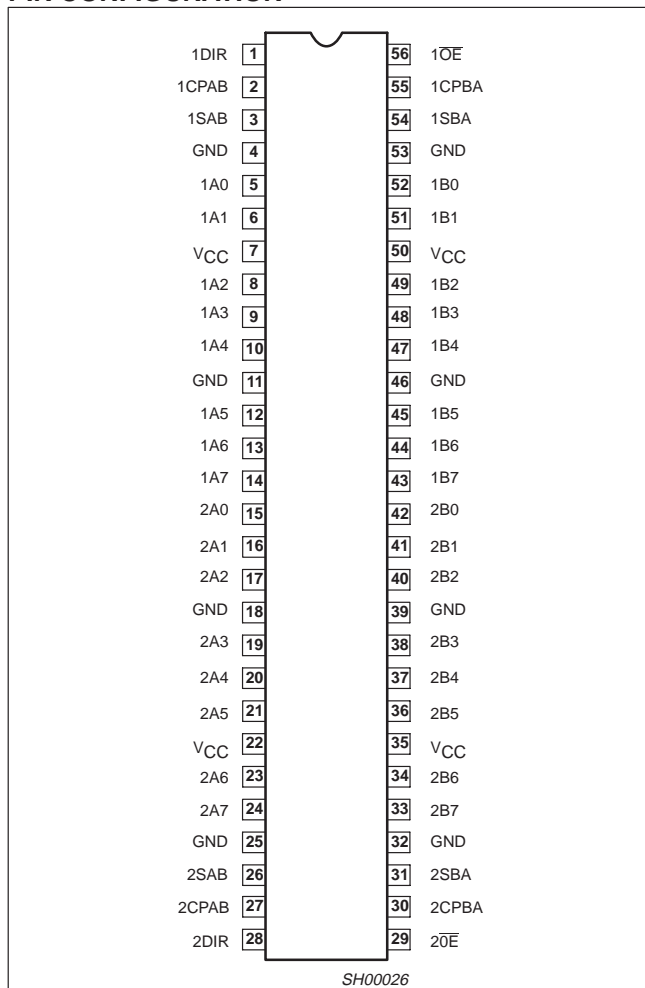 1DIR 1 56 1O̅E̅
1CPAB 2 55 1CPBA
1SAB 3 54 1SBA
GND 4 53 GND
1A0 5 52 1B0
1A1 6 51 1B1
VCC 7 50 VCC
1A2 8 49 1B2
1A3 9 48 1B3
1A4 10 47 1B4
GND 11 46 GND
1A5 12 45 1B5
1A6 13 44 1B6
1A7 14 43 1B7
2A0 15 42 2B0
2A1 16 41 2B1
2A2 17 40 2B2
GND 18 39 GND
2A3 19 38 2B3
2A4 20 37 2B4
2A5 21 36 2B5
VCC 22 35 VCC
2A6 23 34 2B6
2A7 24 33 2B7
GND 25 32 GND
2SAB 26 31 2SBA
2CPAB 27 30 2CPBA
2DIR 28 29 20̅E̅
SH00026